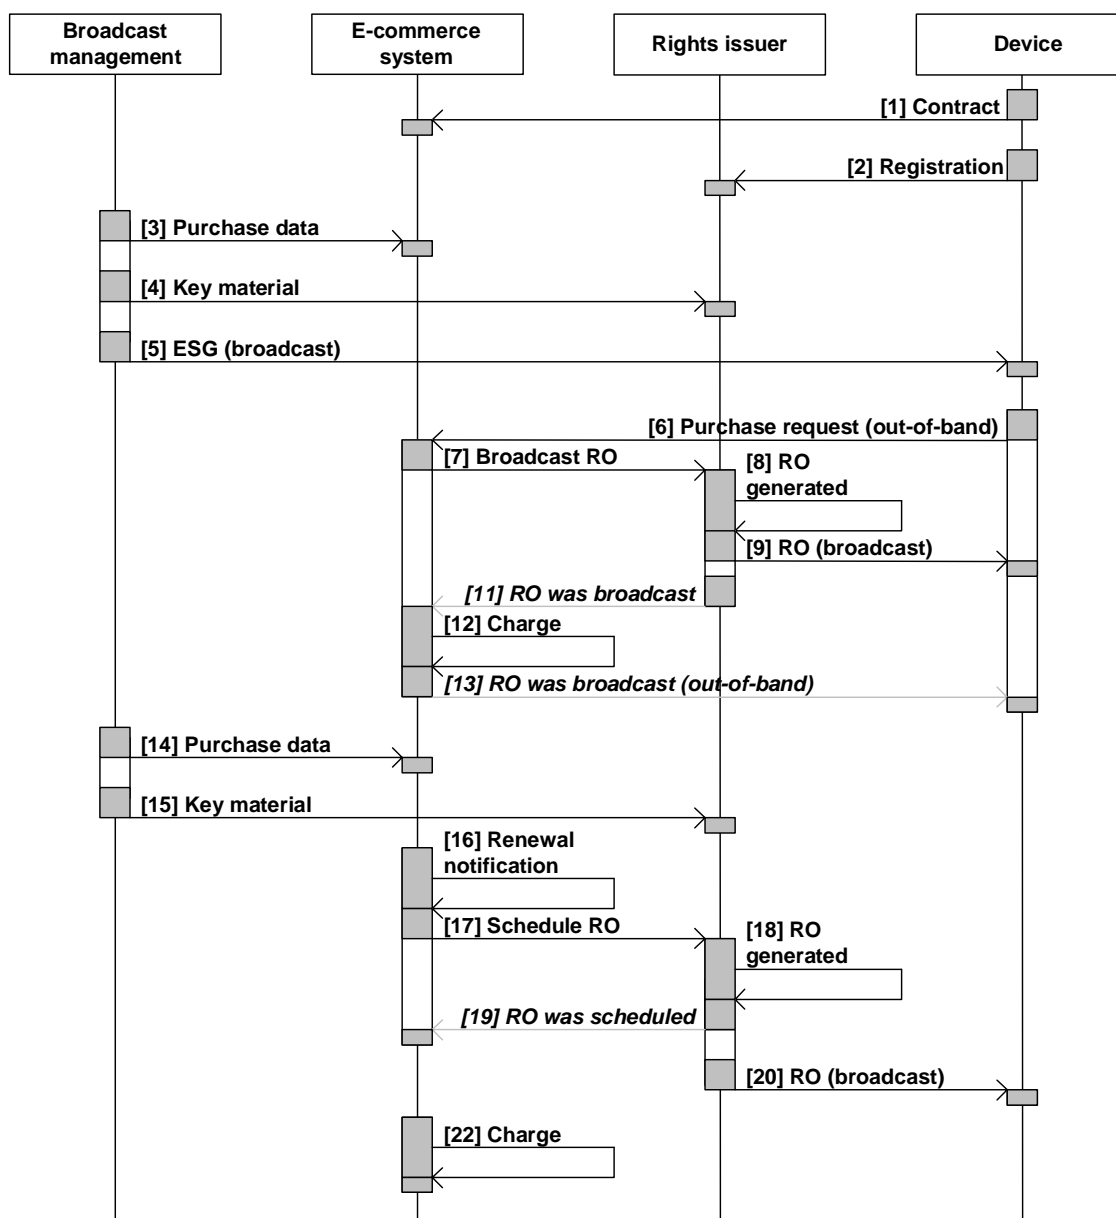 Broadcast
management
E-commerce
system
Rights issuer
Device
[1] Contract
[2] Registration
[3] Purchase data
[4] Key material
[5] ESG (broadcast)
[6] Purchase request (out-of-band)
[7] Broadcast RO
[8] RO
generated
[9] RO (broadcast)
[11] RO was broadcast
[12] Charge
[13] RO was broadcast (out-of-band)
[14] Purchase data
[15] Key material
[16] Renewal
notification
[17] Schedule RO
[18] RO
generated
[19] RO was scheduled
[20] RO (broadcast)
[22] Charge